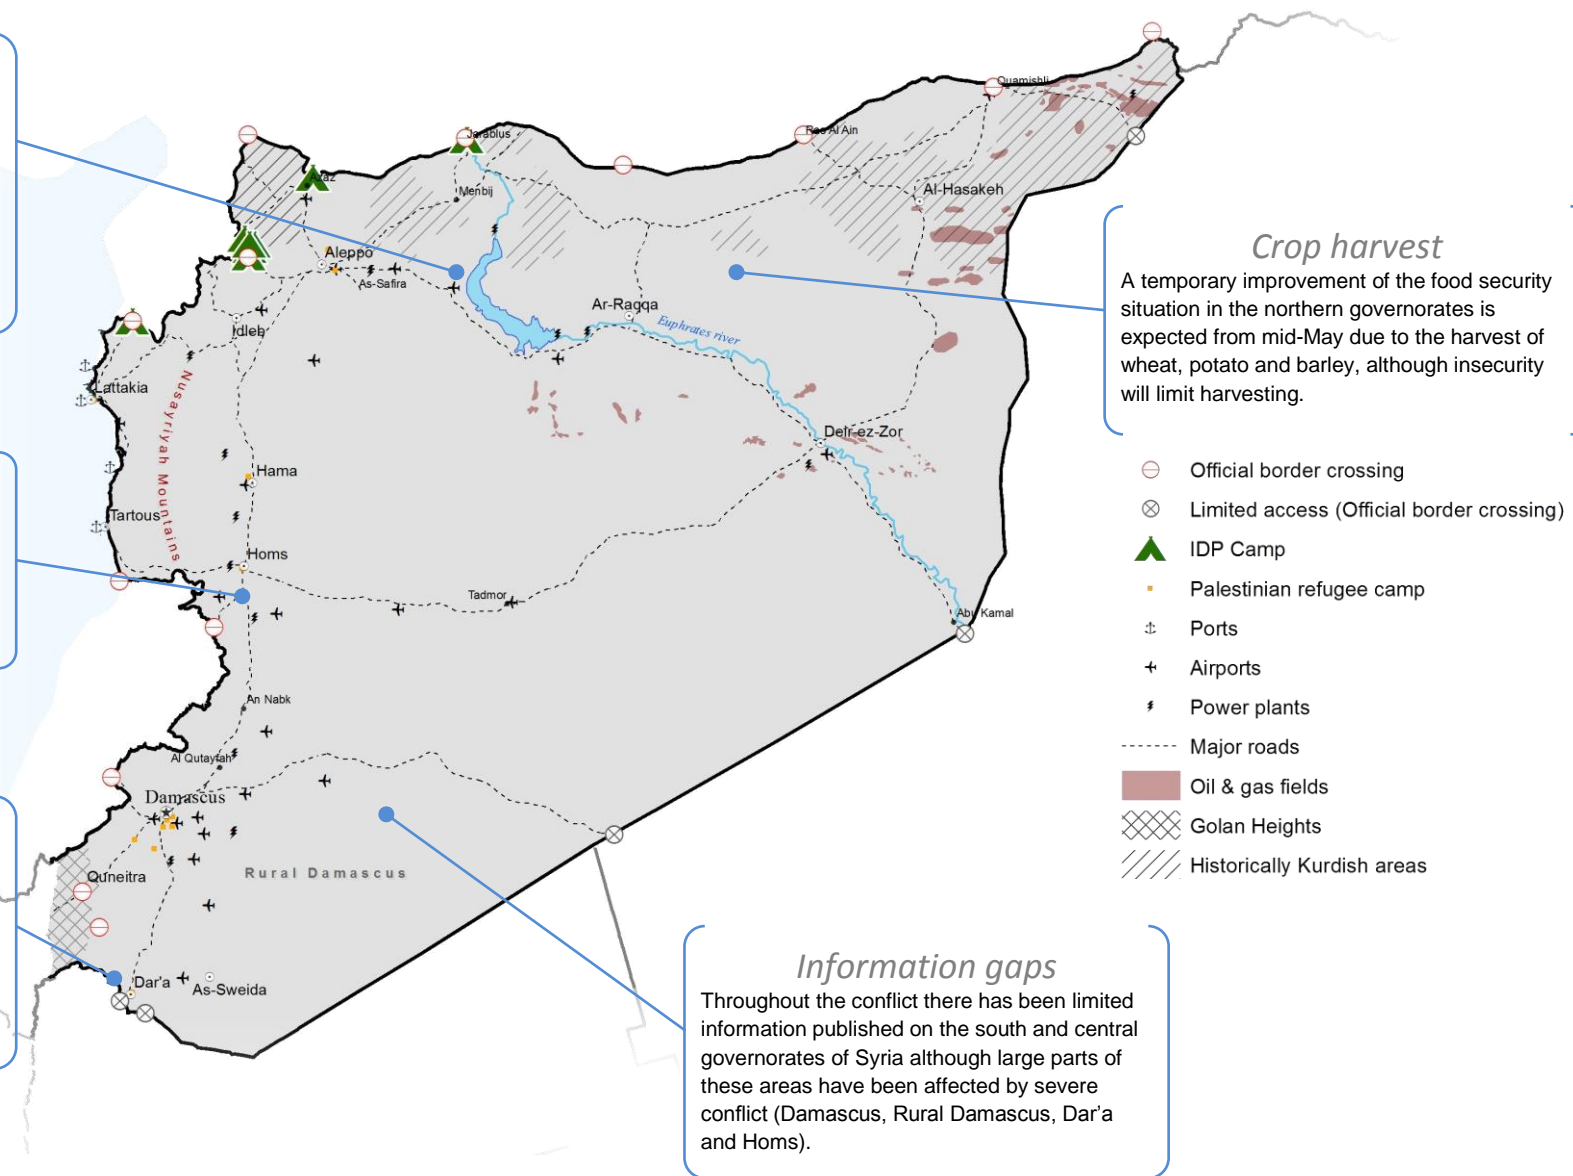 Quamishli
Jarablus
Ras Al Ain
Azaz
Menbij
Al-Hasakeh
Aleppo
As-Safira
Ar-Raqqa
Idleb
Euphrates river
Lattakia
Nusayriyah Mountains
Deir-ez-Zor
Hama
Tartous
Homs
Tadmor
Abu Kamal
An Nabk
Al Qutayfah
Damascus
Rural Damascus
Quneitra
Dar'a
As-Sweida
Crop harvest
A temporary improvement of the food security
situation in the northern governorates is
expected from mid-May due to the harvest of
wheat, potato and barley, although insecurity
will limit harvesting.
Official border crossing
Limited access (Official border crossing)
IDP Camp
Palestinian refugee camp
Ports
Airports
Power plants
Major roads
Oil & gas fields
Golan Heights
Historically Kurdish areas
Information gaps
Throughout the conflict there has been limited
information published on the south and central
governorates of Syria although large parts of
these areas have been affected by severe
conflict (Damascus, Rural Damascus, Dar’a
and Homs).